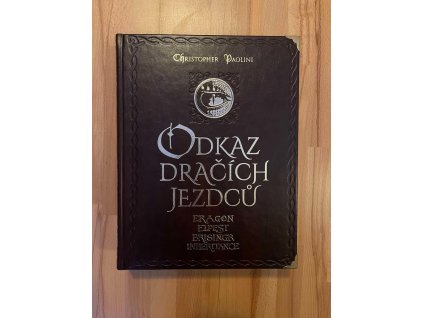 CHRISTOPHER PAOLINI
ODKAZ
DRAČÍCH
JEZDCŮ
ERAGON
ELDEST
BRISINGR
INHERITANCE